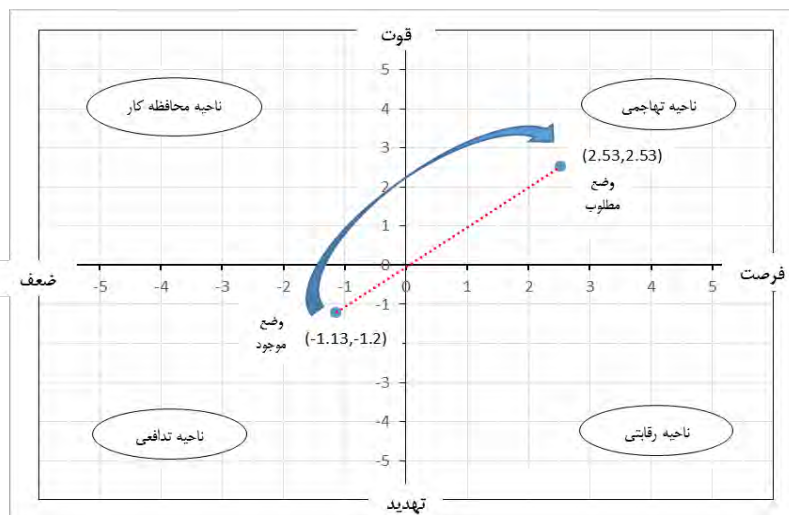 قوت
5
ناحیه محافظه کار
4
ناحیه تهاجمی
3
(2.53,2.53)
وضع
مطلوب
2
1
0
ضعف
-5
-4
-3
-2
-1
0
1
2
3
4
5
فرصت
-1
وضع
موجود
(-1.13,-1.2)
-2
-3
-4
ناحیه تدافعی
ناحیه رقابتی
-5
تهدید